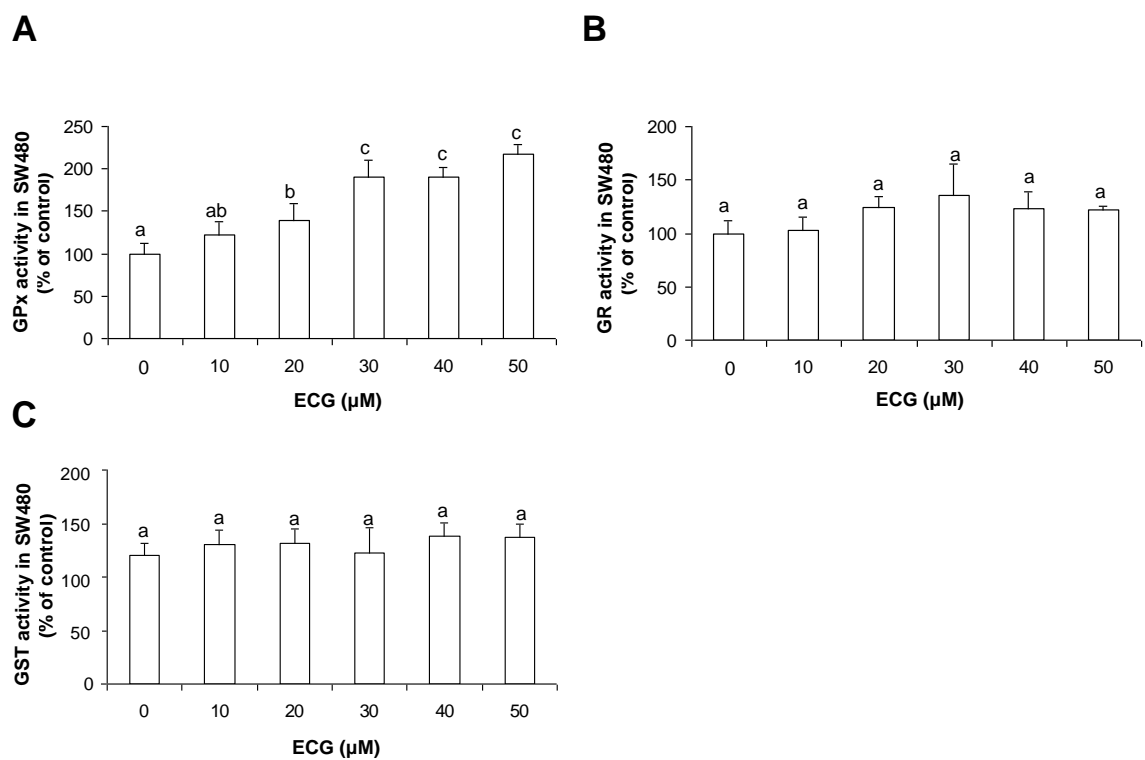 A
GPx activity in SW480
(% of control)
250
200
150
100
50
0
a
ab
b
c
c
c
0 10 20 30 40 50
ECG (µM)
B
GR activity in SW480
(% of control)
200
150
100
50
0
a
a
a
a
a
a
0 10 20 30 40 50
ECG (µM)
C
GST activity in SW480
(% of control)
200
150
100
50
0
a
a
a
a
a
a
0 10 20 30 40 50
ECG (µM)